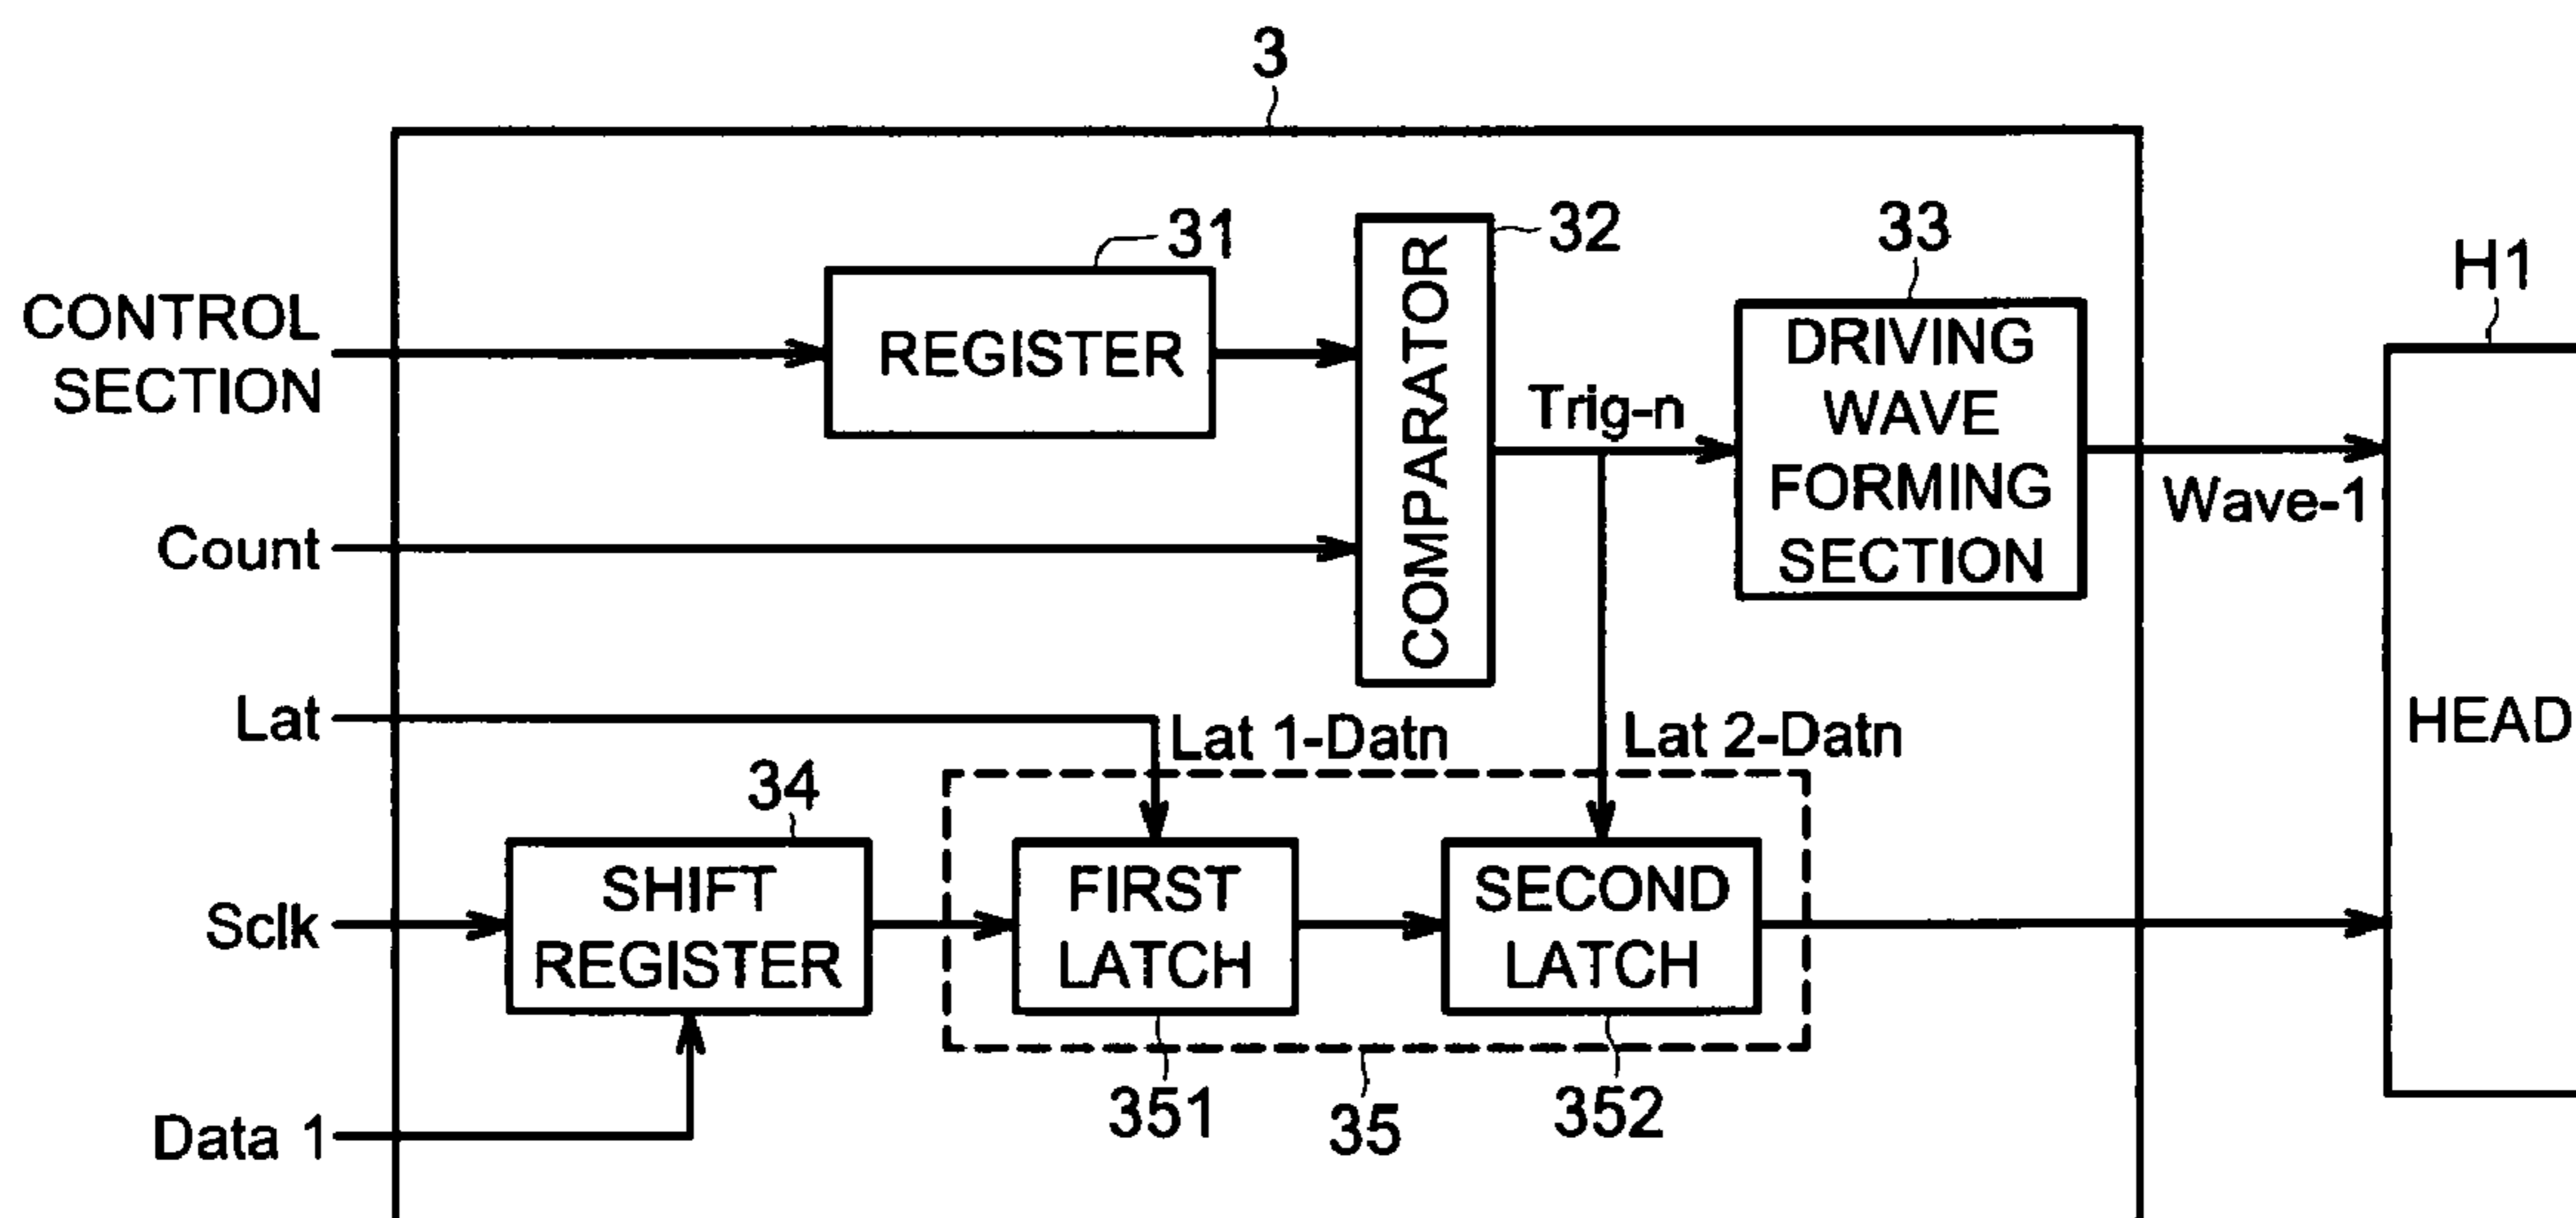 3
31
32
33
H1
CONTROL
SECTION
REGISTER
COMPARATOR
Trig-n
DRIVING
WAVE
FORMING
SECTION
Wave-1
HEAD
Count
Lat
Lat 1-Datn
Lat 2-Datn
34
Sclk
SHIFT
REGISTER
FIRST
LATCH
SECOND
LATCH
351
35
352
Data 1